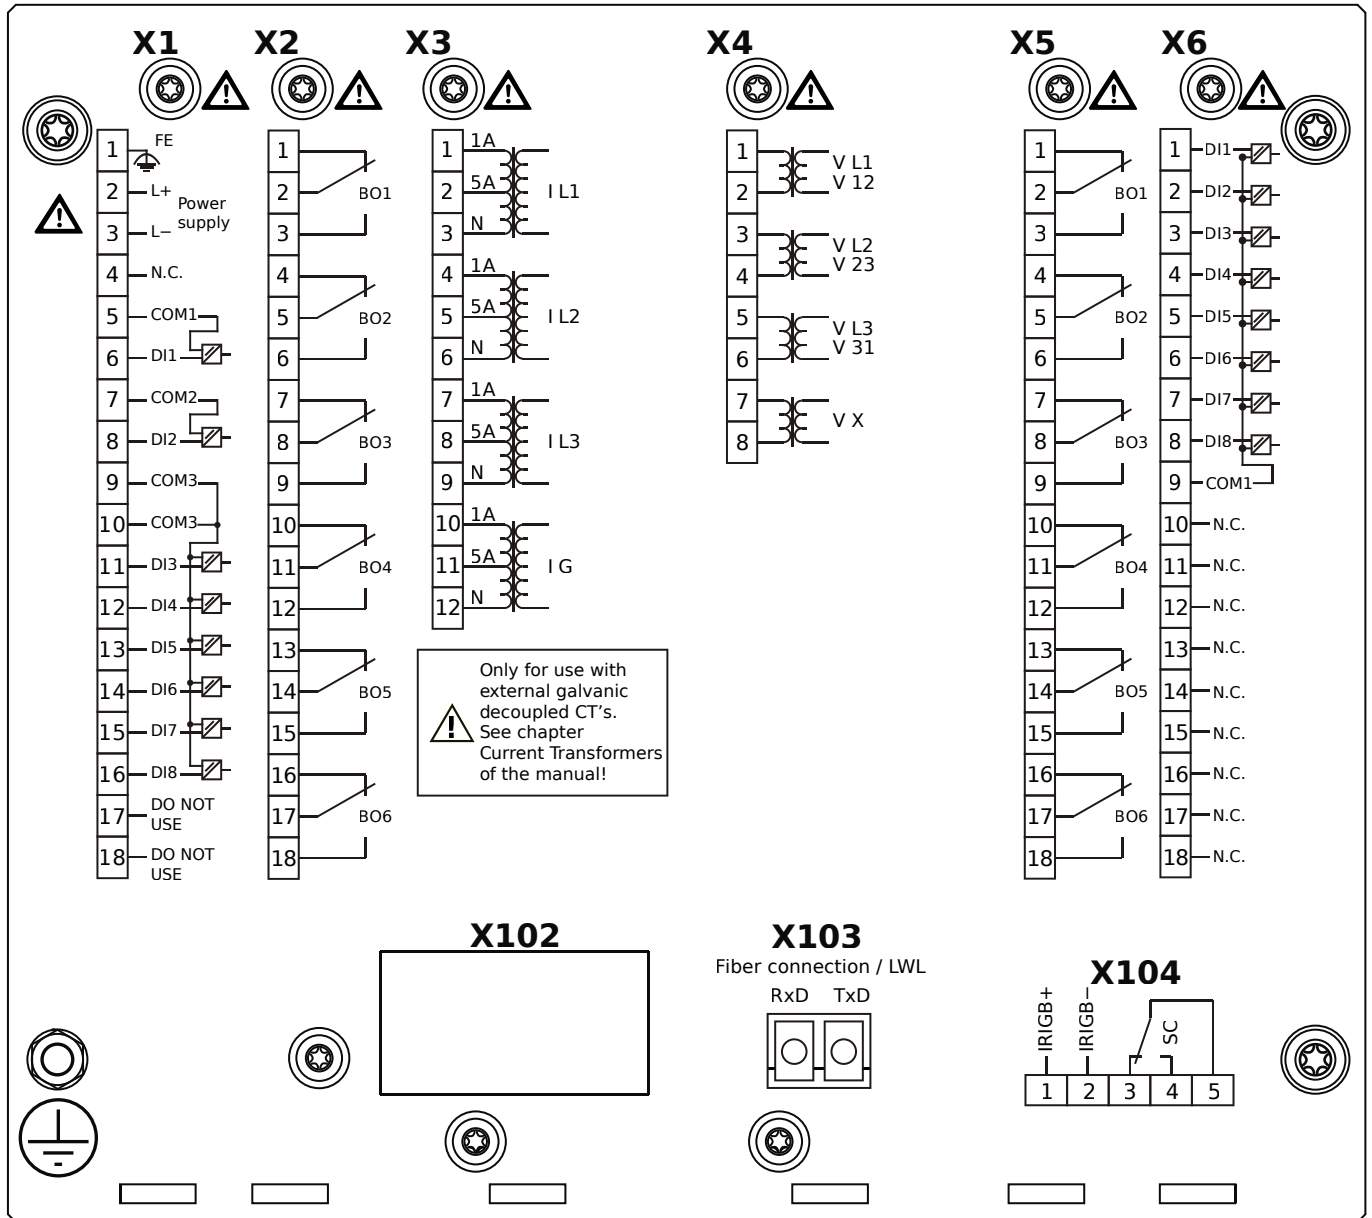 X1 X2 X3 X4 X5 X6
1 FE
2 L+
Power
supply
3 L−
4 N.C.
5 COM1
6 DI1
7 COM2
8 DI2
9 COM3
10 COM3
11 DI3
12 DI4
13 DI5
14 DI6
15 DI7
16 DI8
17 DO NOT
USE
18 DO NOT
USE
1
2 BO1
3
4
5 BO2
6
7
8 BO3
9
10
11 BO4
12
13
14 BO5
15
16
17 BO6
18
1 1A
2 5A I L1
3 N
4 1A
5 5A I L2
6 N
7 1A
8 5A I L3
9 N
10 1A
11 5A I G
12 N
Only for use with
external galvanic
decoupled CT's.
See chapter
Current Transformers
of the manual!
1 V L1
2 V 12
3 V L2
4 V 23
5 V L3
6 V 31
7 V X
8
1
2 BO1
3
4
5 BO2
6
7
8 BO3
9
10
11 BO4
12
13
14 BO5
15
16
17 BO6
18
1 DI1
2 DI2
3 DI3
4 DI4
5 DI5
6 DI6
7 DI7
8 DI8
9 COM1
10 N.C.
11 N.C.
12 N.C.
13 N.C.
14 N.C.
15 N.C.
16 N.C.
17 N.C.
18 N.C.
X102
X103
Fiber connection / LWL
RxD TxD
X104
IRIGB+
IRIGB−
SC
1 2 3 4 5